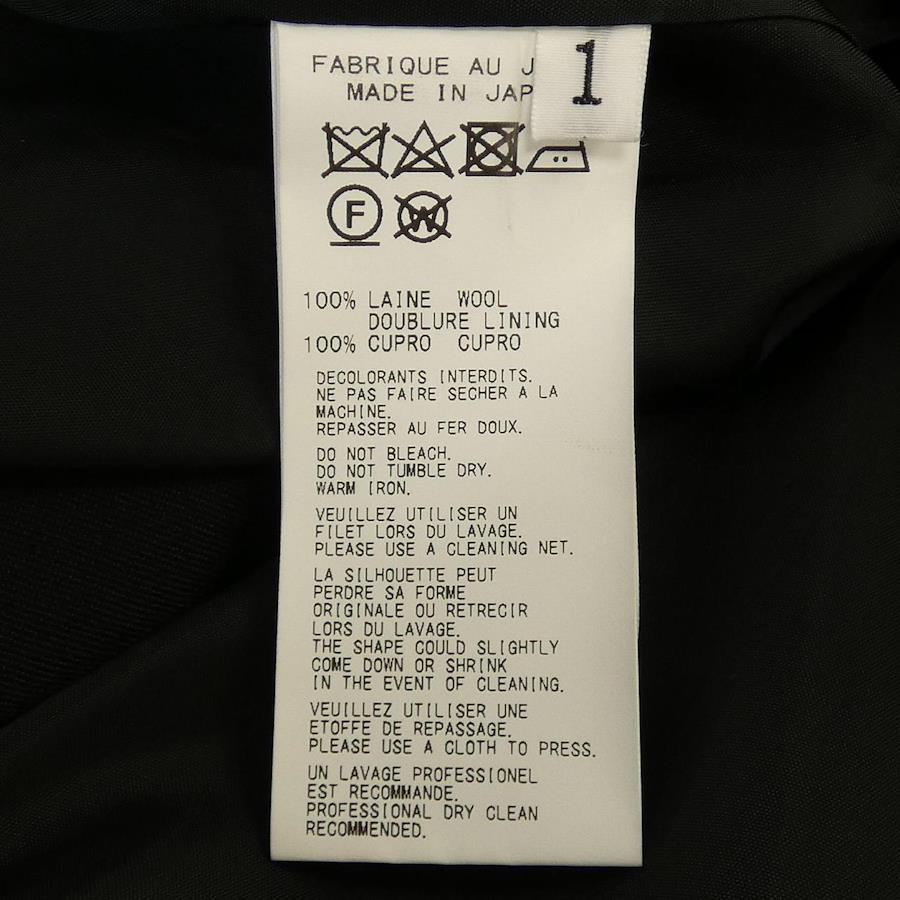 FABRIQUE AU J
MADE IN JAP
1
F
W
100% LAINE WOOL
DOUBLURE LINING
100% CUPRO CUPRO
DECOLORANTS INTERDITS.
NE PAS FAIRE SECHER A LA
MACHINE.
REPASSER AU FER DOUX.
DO NOT BLEACH.
DO NOT TUMBLE DRY.
WARM IRON.
VEUILLEZ UTILISER UN
FILET LORS DU LAVAGE.
PLEASE USE A CLEANING NET.
LA SILHOUETTE PEUT
PERDRE SA FORME
ORIGINALE OU RETRECIR
LORS DU LAVAGE.
THE SHAPE COULD SLIGHTLY
COME DOWN OR SHRINK
IN THE EVENT OF CLEANING.
VEUILLEZ UTILISER UNE
ETOFFE DE REPASSAGE.
PLEASE USE A CLOTH TO PRESS.
UN LAVAGE PROFESSIONEL
EST RECOMMANDE.
PROFESSIONAL DRY CLEAN
RECOMMENDED.